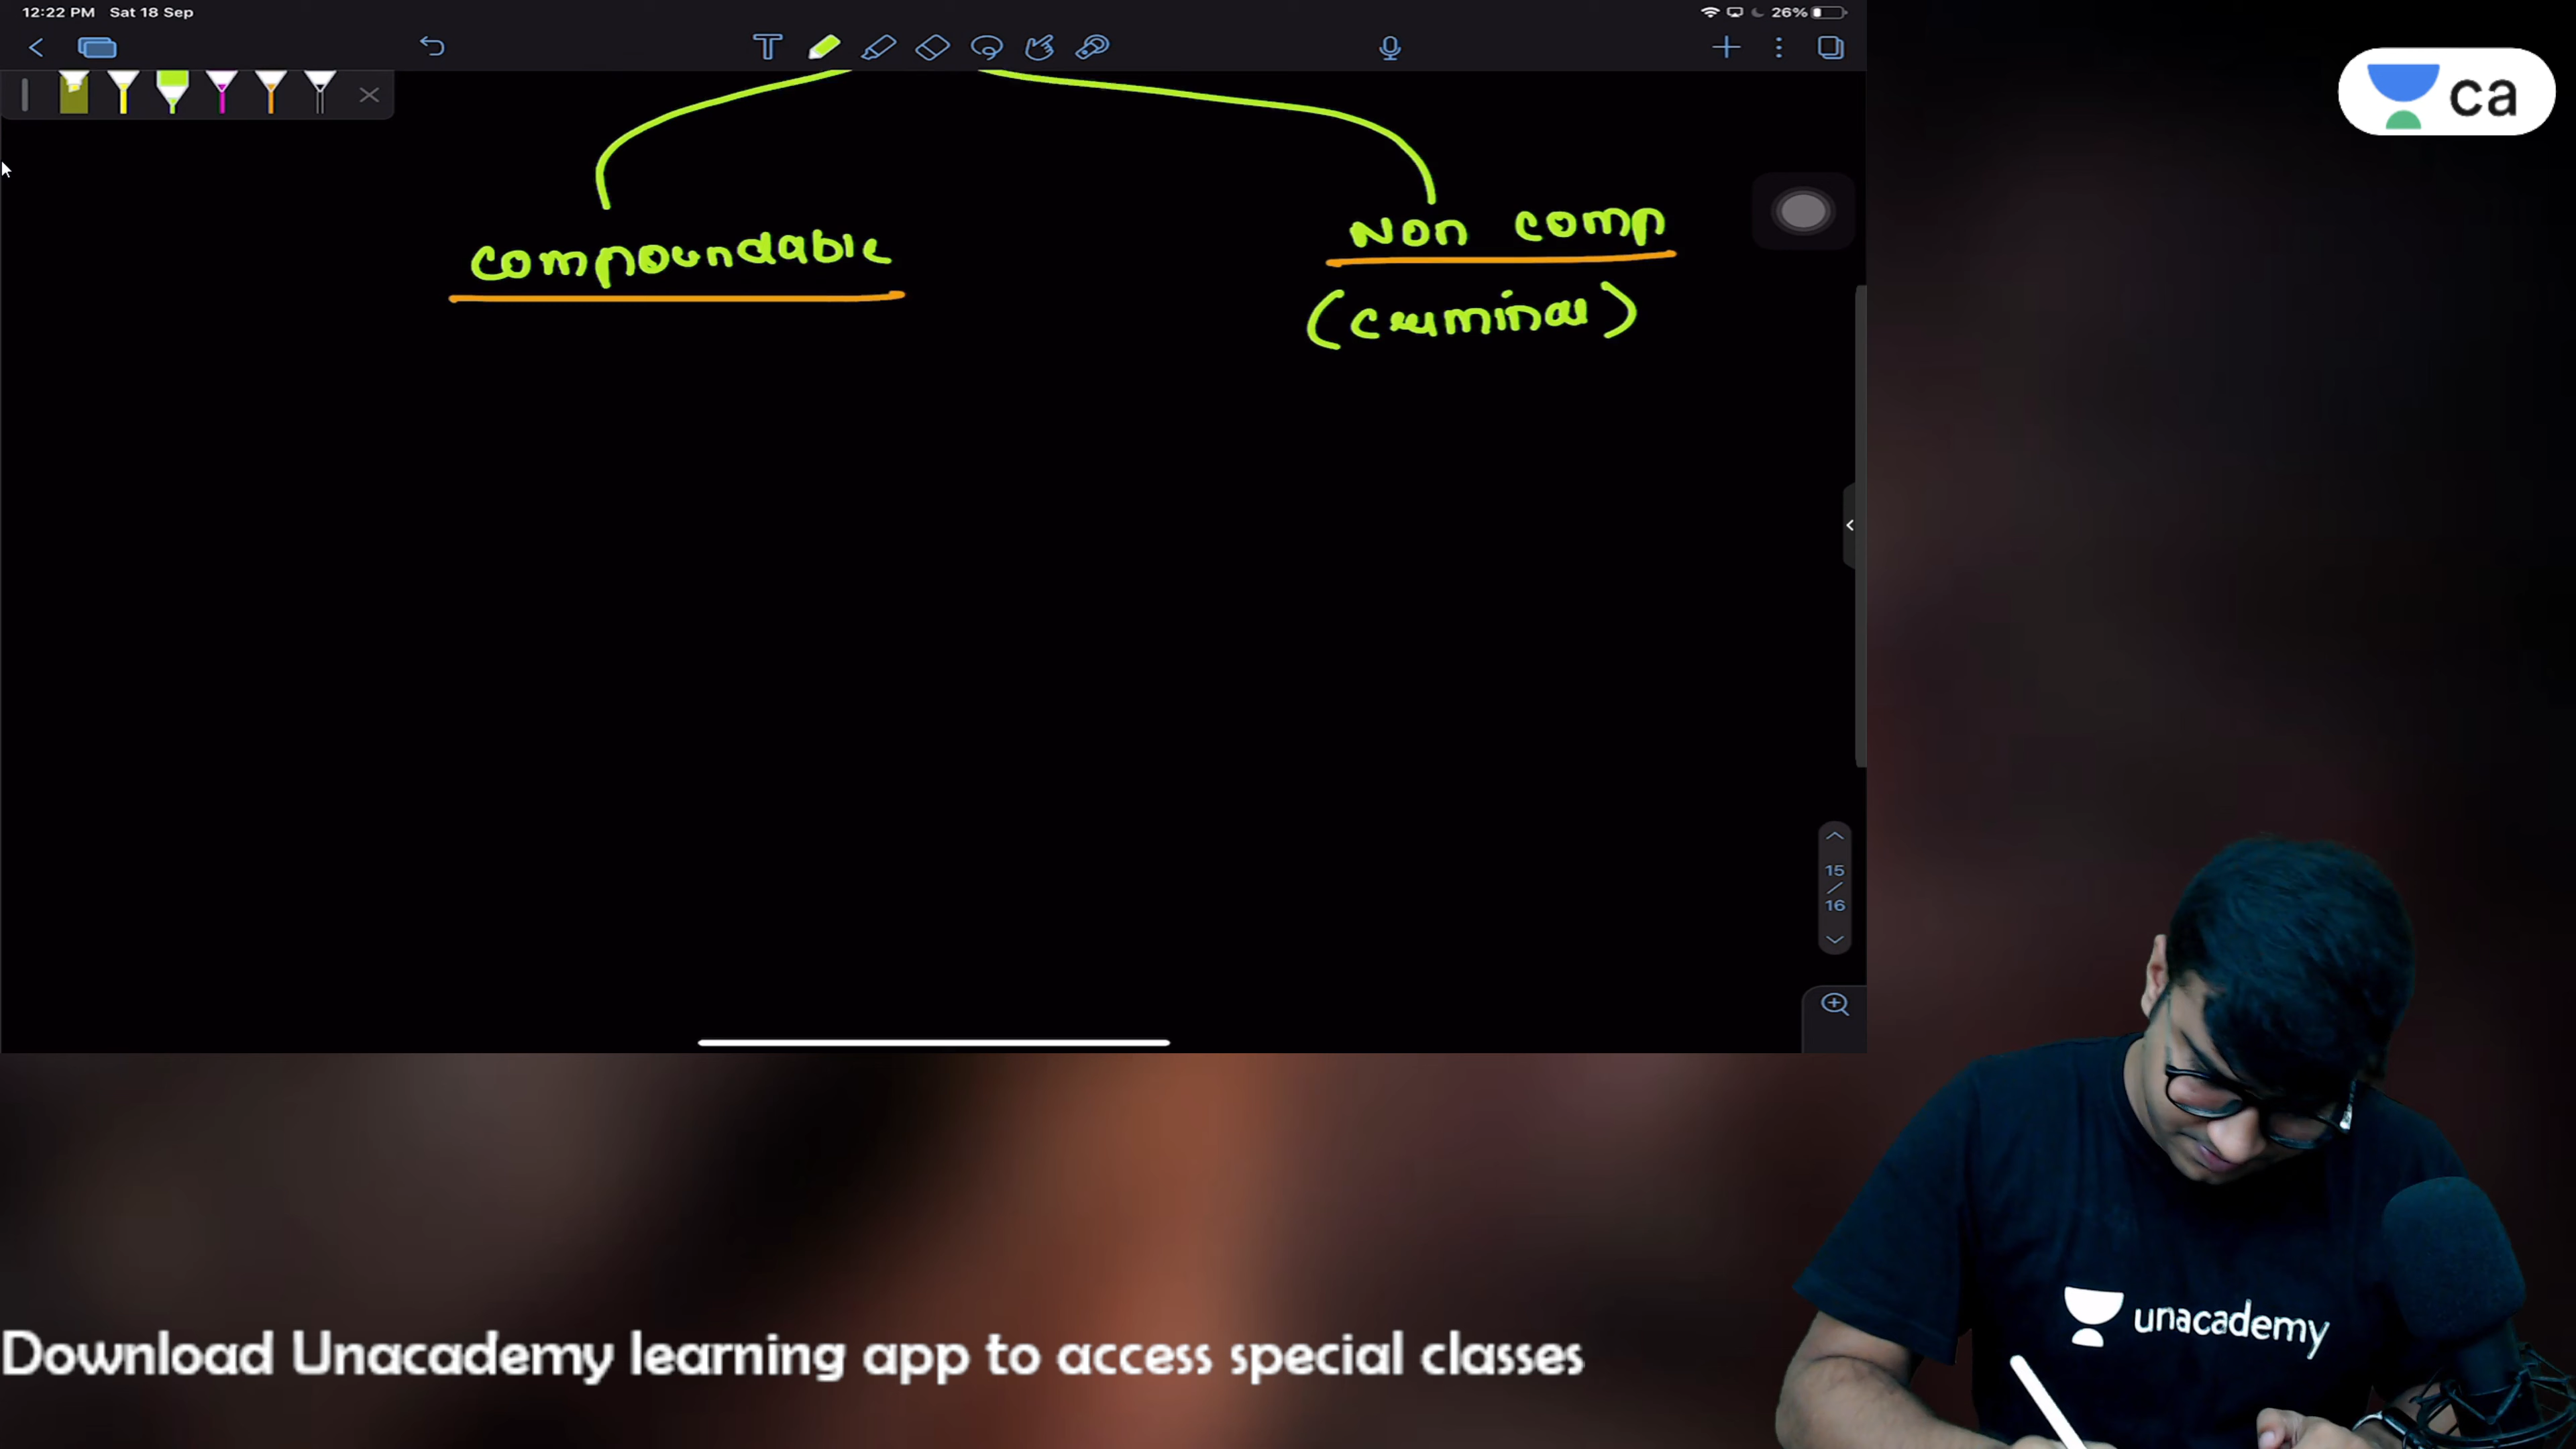 12:22 PM Sat 18 Sep
26%
ca
compoundable
Non comp
(criminal)
15
16
unacademy
Download Unacademy learning app to access special classes